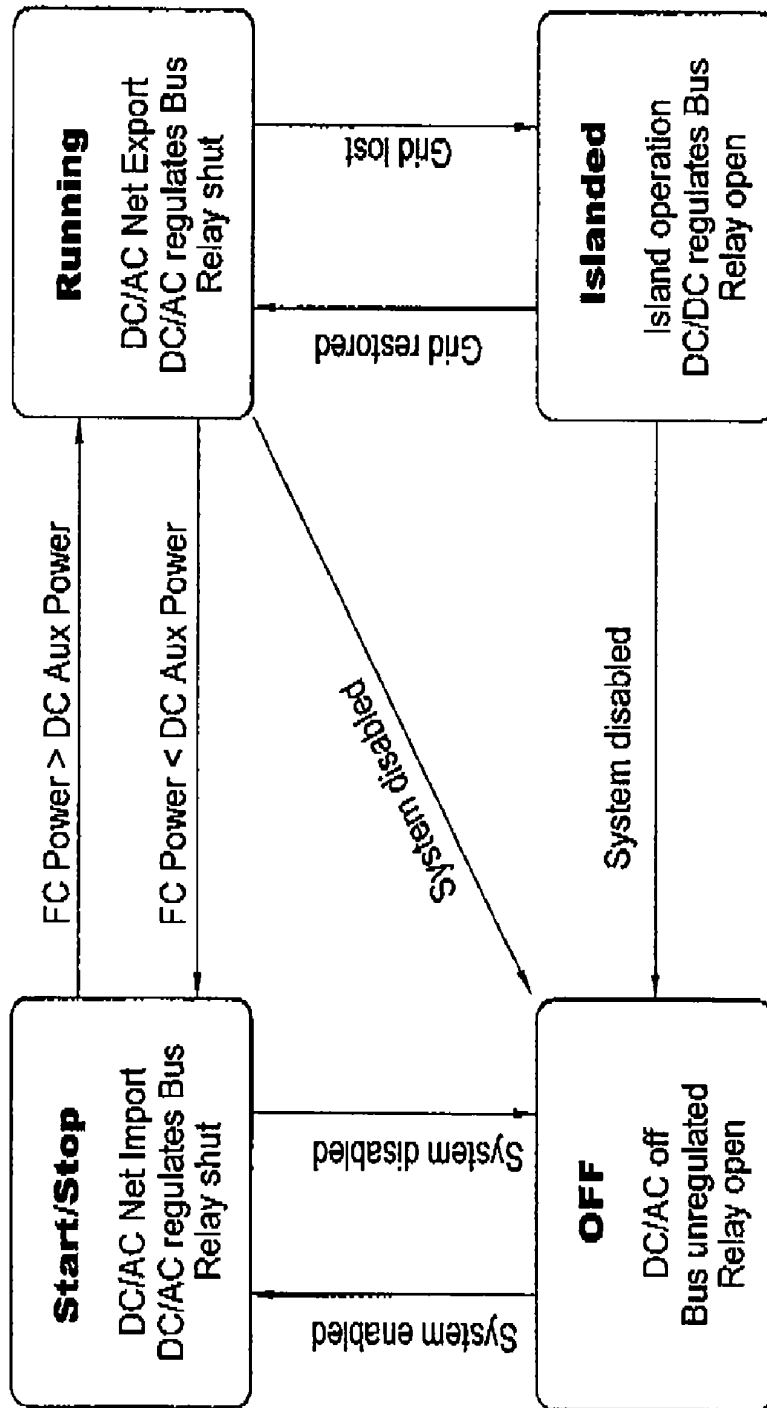 Start/Stop
DC/AC Net Import
DC/AC regulates Bus
Relay shut
FC Power > DC Aux Power
FC Power < DC Aux Power
Running
DC/AC Net Export
DC/AC regulates Bus
Relay shut
System enabled
System disabled
System disabled
Grid restored
Grid lost
OFF
DC/AC off
Bus unregulated
Relay open
System disabled
Islanded
Island operation
DC/DC regulates Bus
Relay open